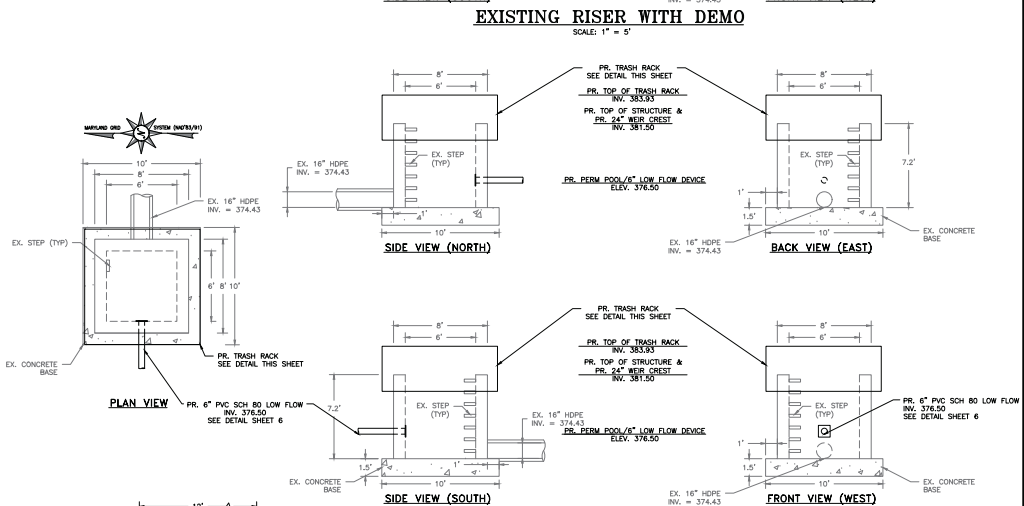 EXISTING RISER WITH DEMO
SCALE: 1" = 5'
MARYLAND GRID
SYSTEM (NAD'83/91)
10'
8'
6'
EX. 16" HDPE
INV. = 374.43
EX. STEP (TYP)
6'
8'
10'
EX. CONCRETE
BASE
PR. TRASH RACK
SEE DETAIL THIS SHEET
PLAN VIEW
PR. 6" PVC SCH 80 LOW FLOW
INV. 376.50
SEE DETAIL SHEET 6
12'
8'
6'
EX. 16" HDPE
INV. = 374.43
EX. STEP
(TYP)
1'
10'
SIDE VIEW (NORTH)
PR. TRASH RACK
SEE DETAIL THIS SHEET
PR. TOP OF TRASH RACK
INV. 383.93
PR. TOP OF STRUCTURE &
PR. 24" WEIR CREST
INV. 381.50
PR. PERM POOL/6" LOW FLOW DEVICE
ELEV. 376.50
8'
6'
EX. STEP
(TYP)
7.2'
1'
1.5'
10'
EX. 16" HDPE
INV. = 374.43
EX. CONCRETE
BASE
BACK VIEW (EAST)
8'
6'
7.2'
EX. STEP
(TYP)
EX. 16" HDPE
INV. = 374.43
1.5'
1'
10'
EX. CONCRETE
BASE
SIDE VIEW (SOUTH)
PR. TRASH RACK
SEE DETAIL THIS SHEET
PR. TOP OF TRASH RACK
INV. 383.93
PR. TOP OF STRUCTURE &
PR. 24" WEIR CREST
INV. 381.50
PR. PERM POOL/6" LOW FLOW DEVICE
ELEV. 376.50
8'
6'
EX. STEP
(TYP)
PR. 6" PVC SCH 80 LOW FLOW
INV. 376.50
SEE DETAIL SHEET 6
1'
1.5'
10'
EX. 16" HDPE
INV. = 374.43
EX. CONCRETE
BASE
FRONT VIEW (WEST)